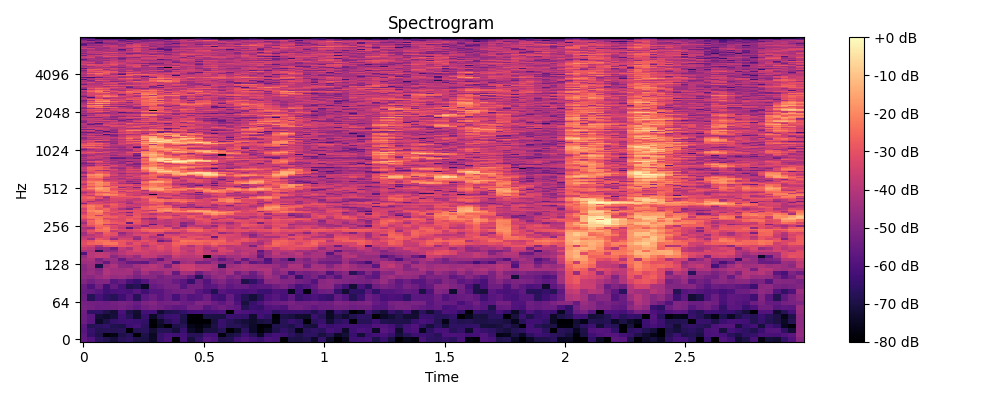 Spectrogram
Hz
4096
2048
1024
512
256
128
64
0
0
0.5
1
1.5
2
2.5
Time
+0 dB
-10 dB
-20 dB
-30 dB
-40 dB
-50 dB
-60 dB
-70 dB
-80 dB